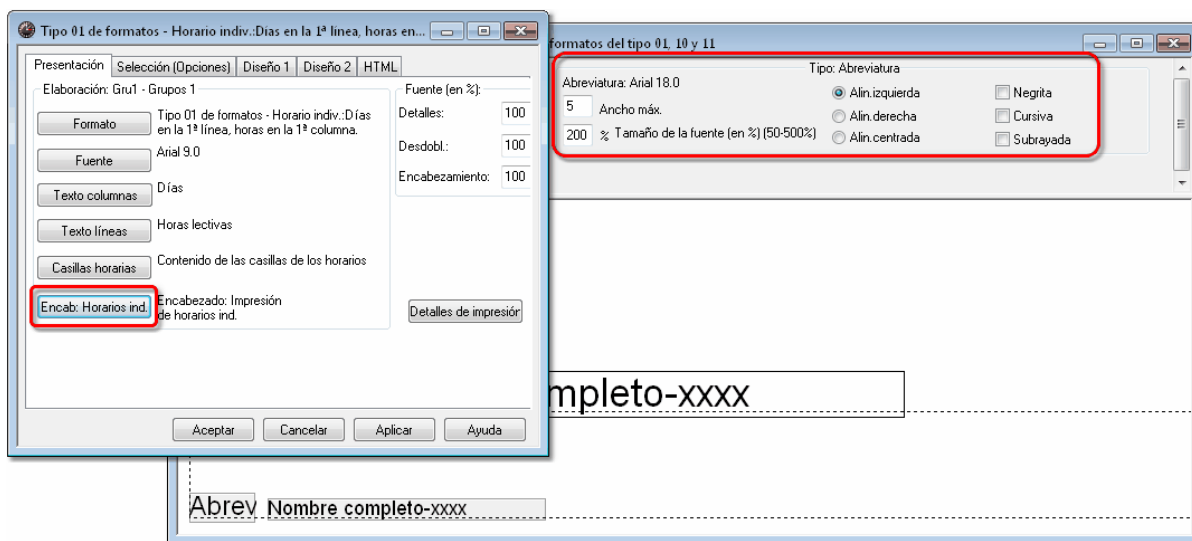 Tipo 01 de formatos - Horario indiv.:Días en la 1ª línea, horas en...
Presentación Selección (Opciones) Diseño 1 Diseño 2 HTML
Elaboración: Gru1 - Grupos 1
Formato
Tipo 01 de formatos - Horario indiv.:Días
en la 1ª línea, horas en la 1ª columna.
Fuente
Arial 9.0
Texto columnas
Días
Texto líneas
Horas lectivas
Casillas horarias
Contenido de las casillas de los horarios
Encab: Horarios ind.
Encabezado: Impresión
de horarios ind.
Fuente (en %):
Detalles: 100
Desdobl.: 100
Encabezamiento: 100
Detalles de impresión
Aceptar Cancelar Aplicar Ayuda
formatos del tipo 01, 10 y 11
Tipo: Abreviatura
Abreviatura: Arial 18.0
5 Ancho máx.
200 % Tamaño de la fuente (en %) (50-500%)
Alin.izquierda
Alin.derecha
Alin.centrada
Negrita
Cursiva
Subrayada
mpleto-xxxx
Abrev Nombre completo-xxxx